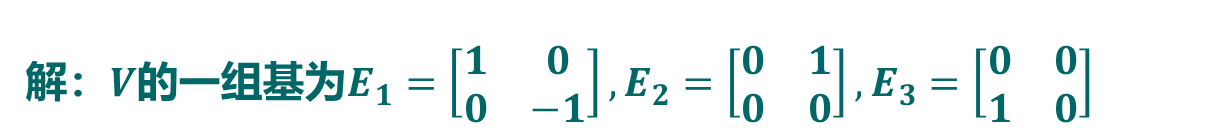 解：V的一组基为E₁ = [1 0; 0 −1], E₂ = [0 1; 0 0], E₃ = [0 0; 1 0]